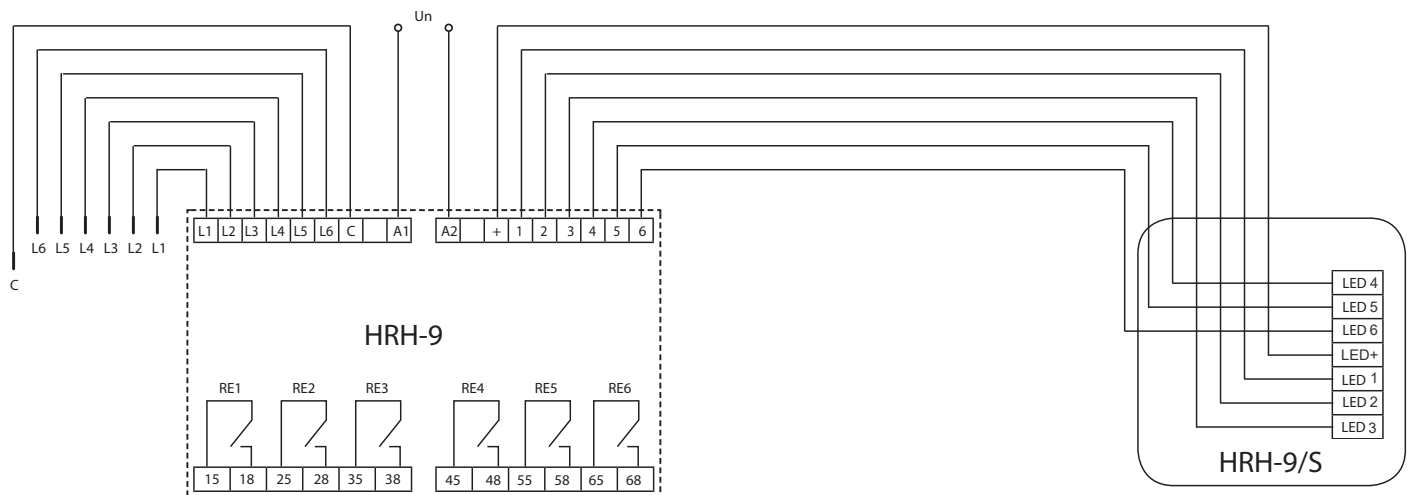 Un
L1 L2 L3 L4 L5 L6 C A1
A2 + 1 2 3 4 5 6
L6 L5 L4 L3 L2 L1
C
LED 4
LED 5
LED 6
LED+
LED 1
LED 2
LED 3
HRH-9
RE1 RE2 RE3 RE4 RE5 RE6
HRH-9/S
15 18 25 28 35 38
45 48 55 58 65 68